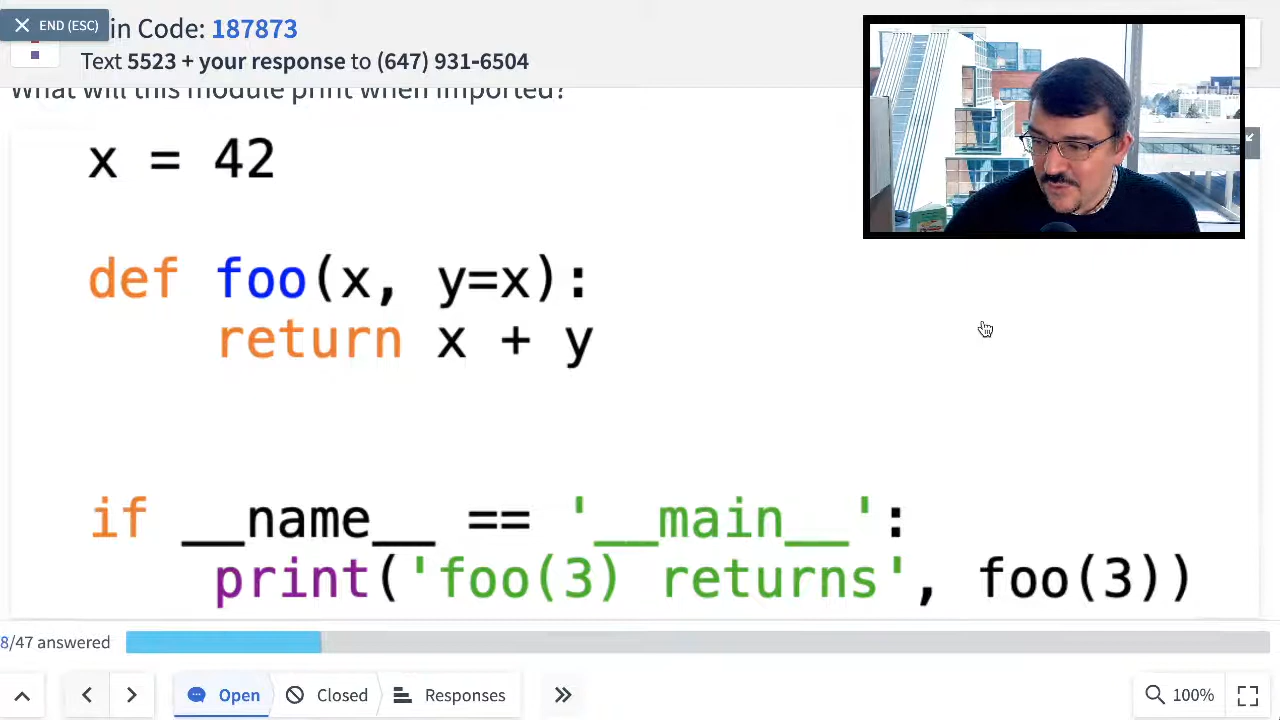 END (ESC)
in Code: 187873
Text 5523 + your response to (647) 931-6504
What will this module print when imported?
x = 42
def foo(x, y=x):
return x + y
if __name__ == '__main__':
print('foo(3) returns', foo(3))
8/47 answered
Open
Closed
Responses
100%